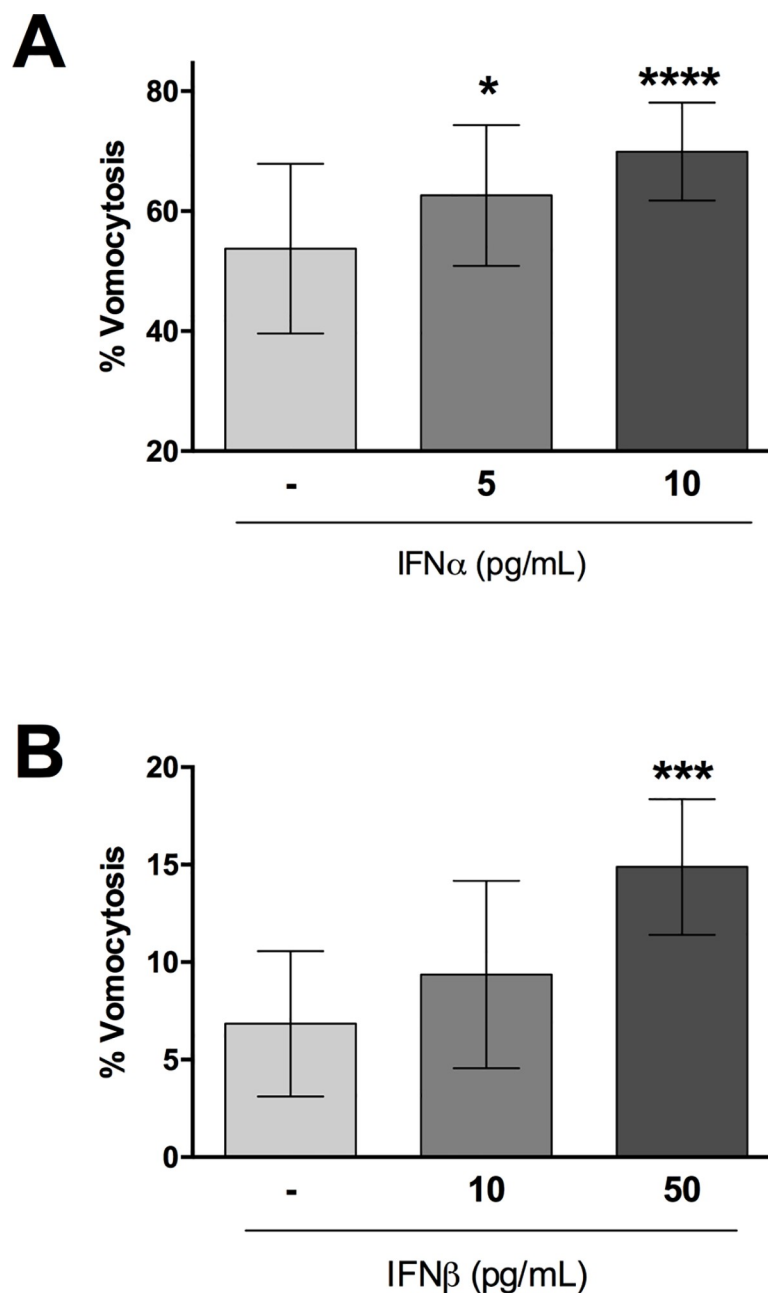 A
% Vomocytosis
80
60
40
20
* ****
- 5 10
IFNα (pg/mL)
B
% Vomocytosis
20
15
10
5
0
***
- 10 50
IFNβ (pg/mL)